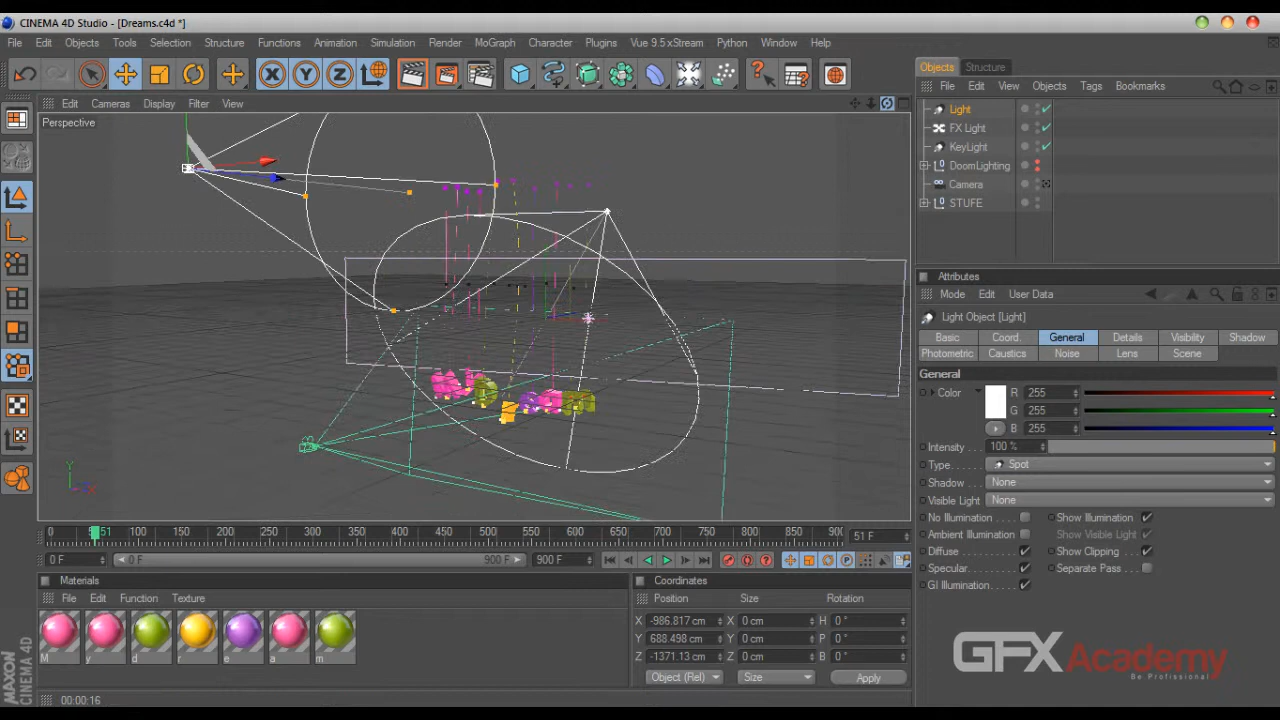 CINEMA 4D Studio - [Dreams.c4d *]
File Edit Objects Tools Selection Structure Functions Animation Simulation Render MoGraph Character Plugins Vue 9.5 xStream Python Window Help
Objects Structure
File Edit View Objects Tags Bookmarks
Edit Cameras Display Filter View
Perspective
Light
FX Light
KeyLight
DoomLighting
Camera
STUFE
Attributes
Mode Edit User Data
Light Object [Light]
Basic Coord. General Details Visibility Shadow
Photometric Caustics Noise Lens Scene
General
Color R 255
G 255
B 255
Intensity 100 %
Type Spot
Shadow None
Visible Light None
No Illumination Show Illumination
Ambient Illumination Show Visible Light
Diffuse Show Clipping
Specular Separate Pass
GI Illumination
Y
0 51 100 150 200 250 300 350 400 450 500 550 600 650 700 750 800 850 900 51 F
0 F 0 F 900 F 900 F
Materials
File Edit Function Texture
M y d r e a m
Coordinates
Position Size Rotation
X -986.817 cm X 0 cm H 0 °
Y 688.498 cm Y 0 cm P 0 °
Z -1371.13 cm Z 0 cm B 0 °
Object (Rel) Size Apply
GFX Academy
Be Profissional
MAXON
CINEMA 4D
00:00:16